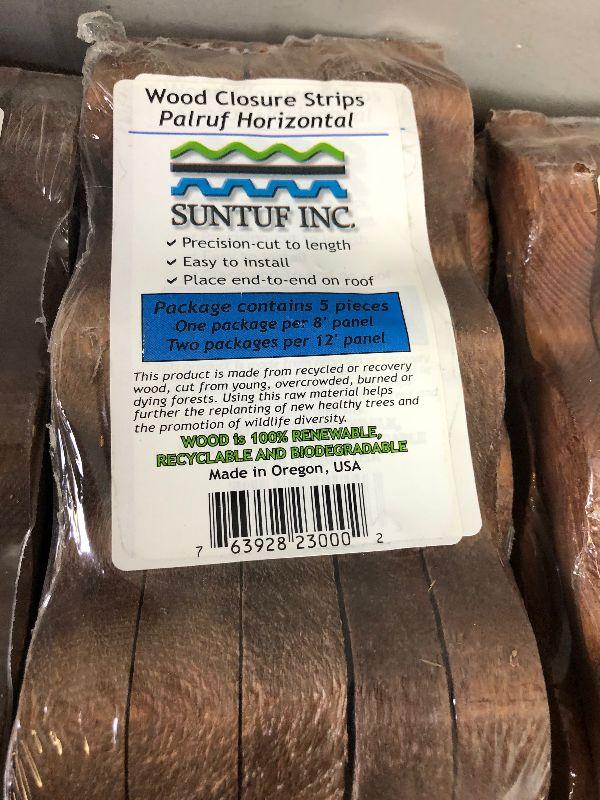 Wood Closure Strips
Palruf Horizontal
SUNTUF INC.
✓ Precision-cut to length
✓ Easy to install
✓ Place end-to-end on roof
Package contains 5 pieces
One package per 8' panel
Two packages per 12' panel
This product is made from recycled or recovery
wood, cut from young, overcrowded, burned or
dying forests. Using this raw material helps
further the replanting of new healthy trees and
the promotion of wildlife diversity.
WOOD is 100% RENEWABLE,
RECYCLABLE AND BIODEGRADABLE
Made in Oregon, USA
7 63928 23000 2